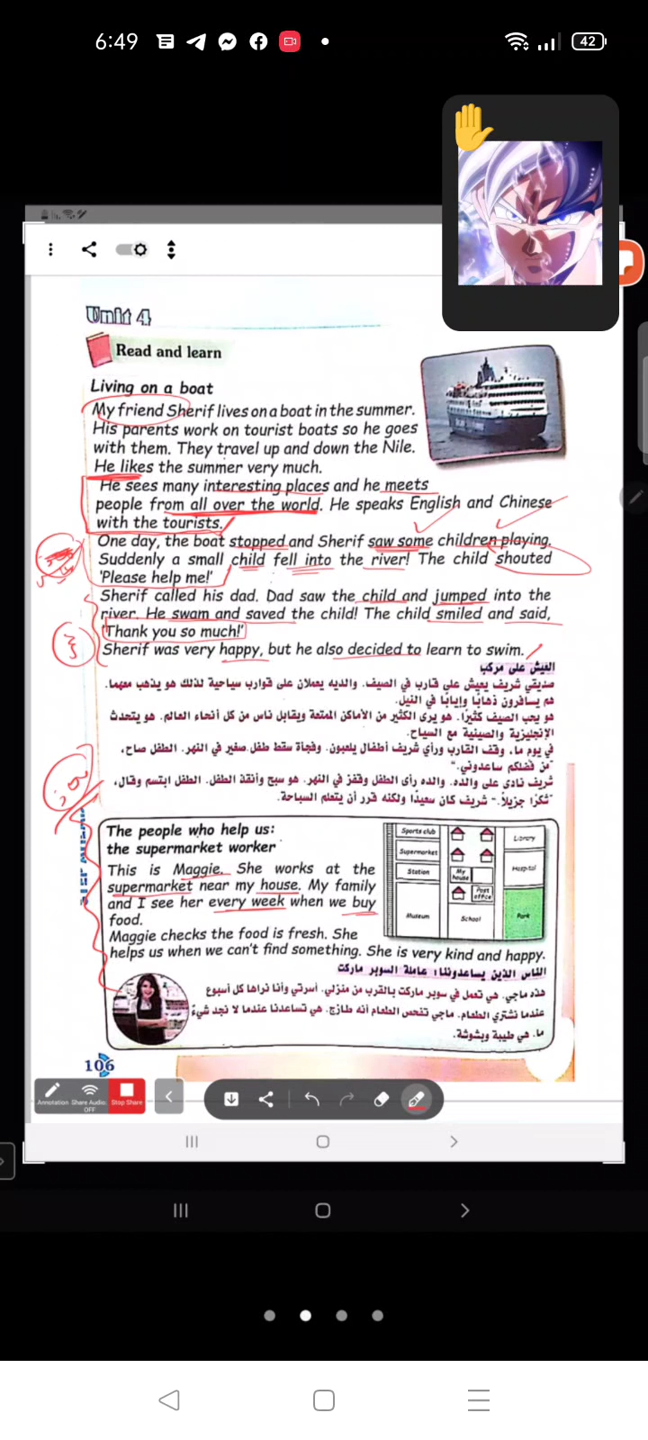 6:49
42
Unit 4
Read and learn
Living on a boat
My friend Sherif lives on a boat in the summer.
His parents work on tourist boats so he goes
with them. They travel up and down the Nile.
He likes the summer very much.
He sees many interesting places and he meets
people from all over the world. He speaks English and Chinese
with the tourists.
One day, the boat stopped and Sherif saw some children playing.
Suddenly a small child fell into the river! The child shouted
'Please help me!'
Sherif called his dad. Dad saw the child and jumped into the
river. He swam and saved the child! The child smiled and said,
'Thank you so much!'
Sherif was very happy, but he also decided to learn to swim.
العيش على مركب
صديقي شريف يعيش على قارب في الصيف. والديه يعملان على قوارب سياحية لذلك هو يذهب معهما.
هم يسافرون ذهابًا وإيابًا في النيل.
هو يحب الصيف كثيرًا. هو يرى الكثير من الأماكن الممتعة ويقابل ناس من كل أنحاء العالم. هو يتحدث
الإنجليزية والصينية مع السياح.
في يوم ما، وقف القارب ورأي شريف أطفال يلعبون. وفجأة سقط طفل صغير في النهر. الطفل صاح،
"من فضلكم ساعدوني."
شريف نادى على والده. والده رأى الطفل وقفز في النهر. هو سبح وأنقذ الطفل. الطفل ابتسم وقال،
"شكرًا جزيلاً." شريف كان سعيدًا ولكنه قرر أن يتعلم السباحة.
The people who help us:
the supermarket worker
This is Maggie. She works at the
supermarket near my house. My family
and I see her every week when we buy
food.
Maggie checks the food is fresh. She
helps us when we can't find something. She is very kind and happy.
Sports club
Library
Supermarket
Station
My house
Hospital
Post office
Museum
School
Park
الناس الذين يساعدوننا: عاملة السوبر ماركت
هذه ماجي. هي تعمل في سوبر ماركت بالقرب من منزلي. أسرتي وأنا نراها كل أسبوع
عندما نشتري الطعام. ماجي تتفحص الطعام أنه طازج. هي تساعدنا عندما لا نجد شيء
ما. هي طيبة وبشوشة.
106
Annotation
Share Audio: OFF
Stop Share